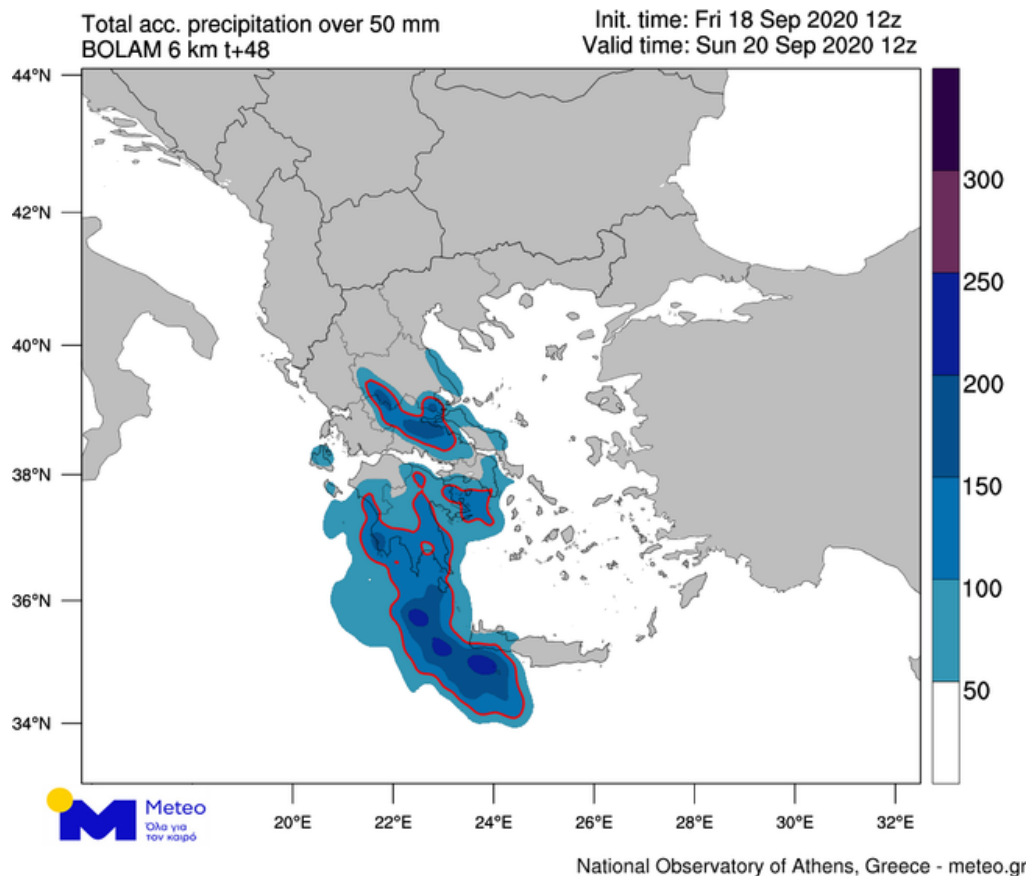 Total acc. precipitation over 50 mm
BOLAM 6 km t+48
Init. time: Fri 18 Sep 2020 12z
Valid time: Sun 20 Sep 2020 12z
44°N
42°N
40°N
38°N
36°N
34°N
300
250
200
150
100
50
20°E
22°E
24°E
26°E
28°E
30°E
32°E
M
Meteo
Όλα για
τον καιρό
National Observatory of Athens, Greece - meteo.gr